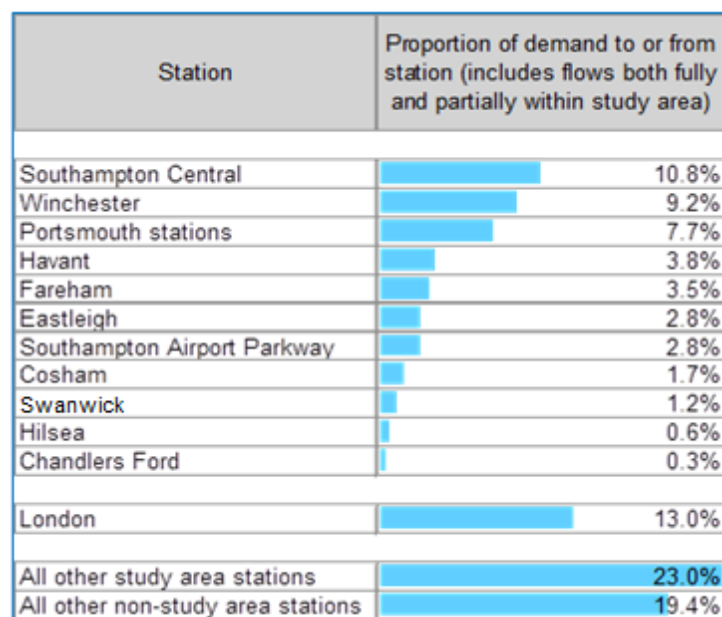 Station
Proportion of demand to or from
station (includes flows both fully
and partially within study area)
Southampton Central 10.8%
Winchester 9.2%
Portsmouth stations 7.7%
Havant 3.8%
Fareham 3.5%
Eastleigh 2.8%
Southampton Airport Parkway 2.8%
Cosham 1.7%
Swanwick 1.2%
Hilsea 0.6%
Chandlers Ford 0.3%
London 13.0%
All other study area stations 23.0%
All other non-study area stations 19.4%